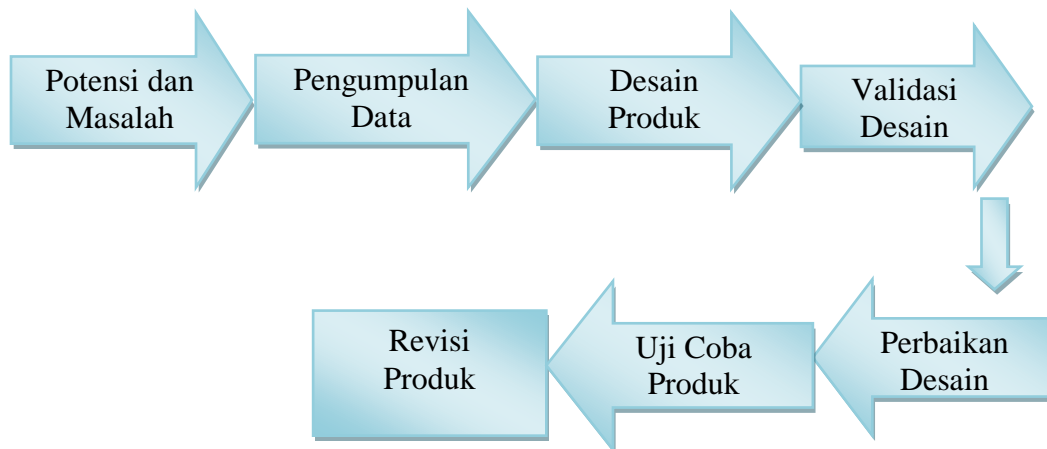 Potensi dan
Masalah
Pengumpulan
Data
Desain
Produk
Validasi
Desain
Perbaikan
Desain
Uji Coba
Produk
Revisi
Produk